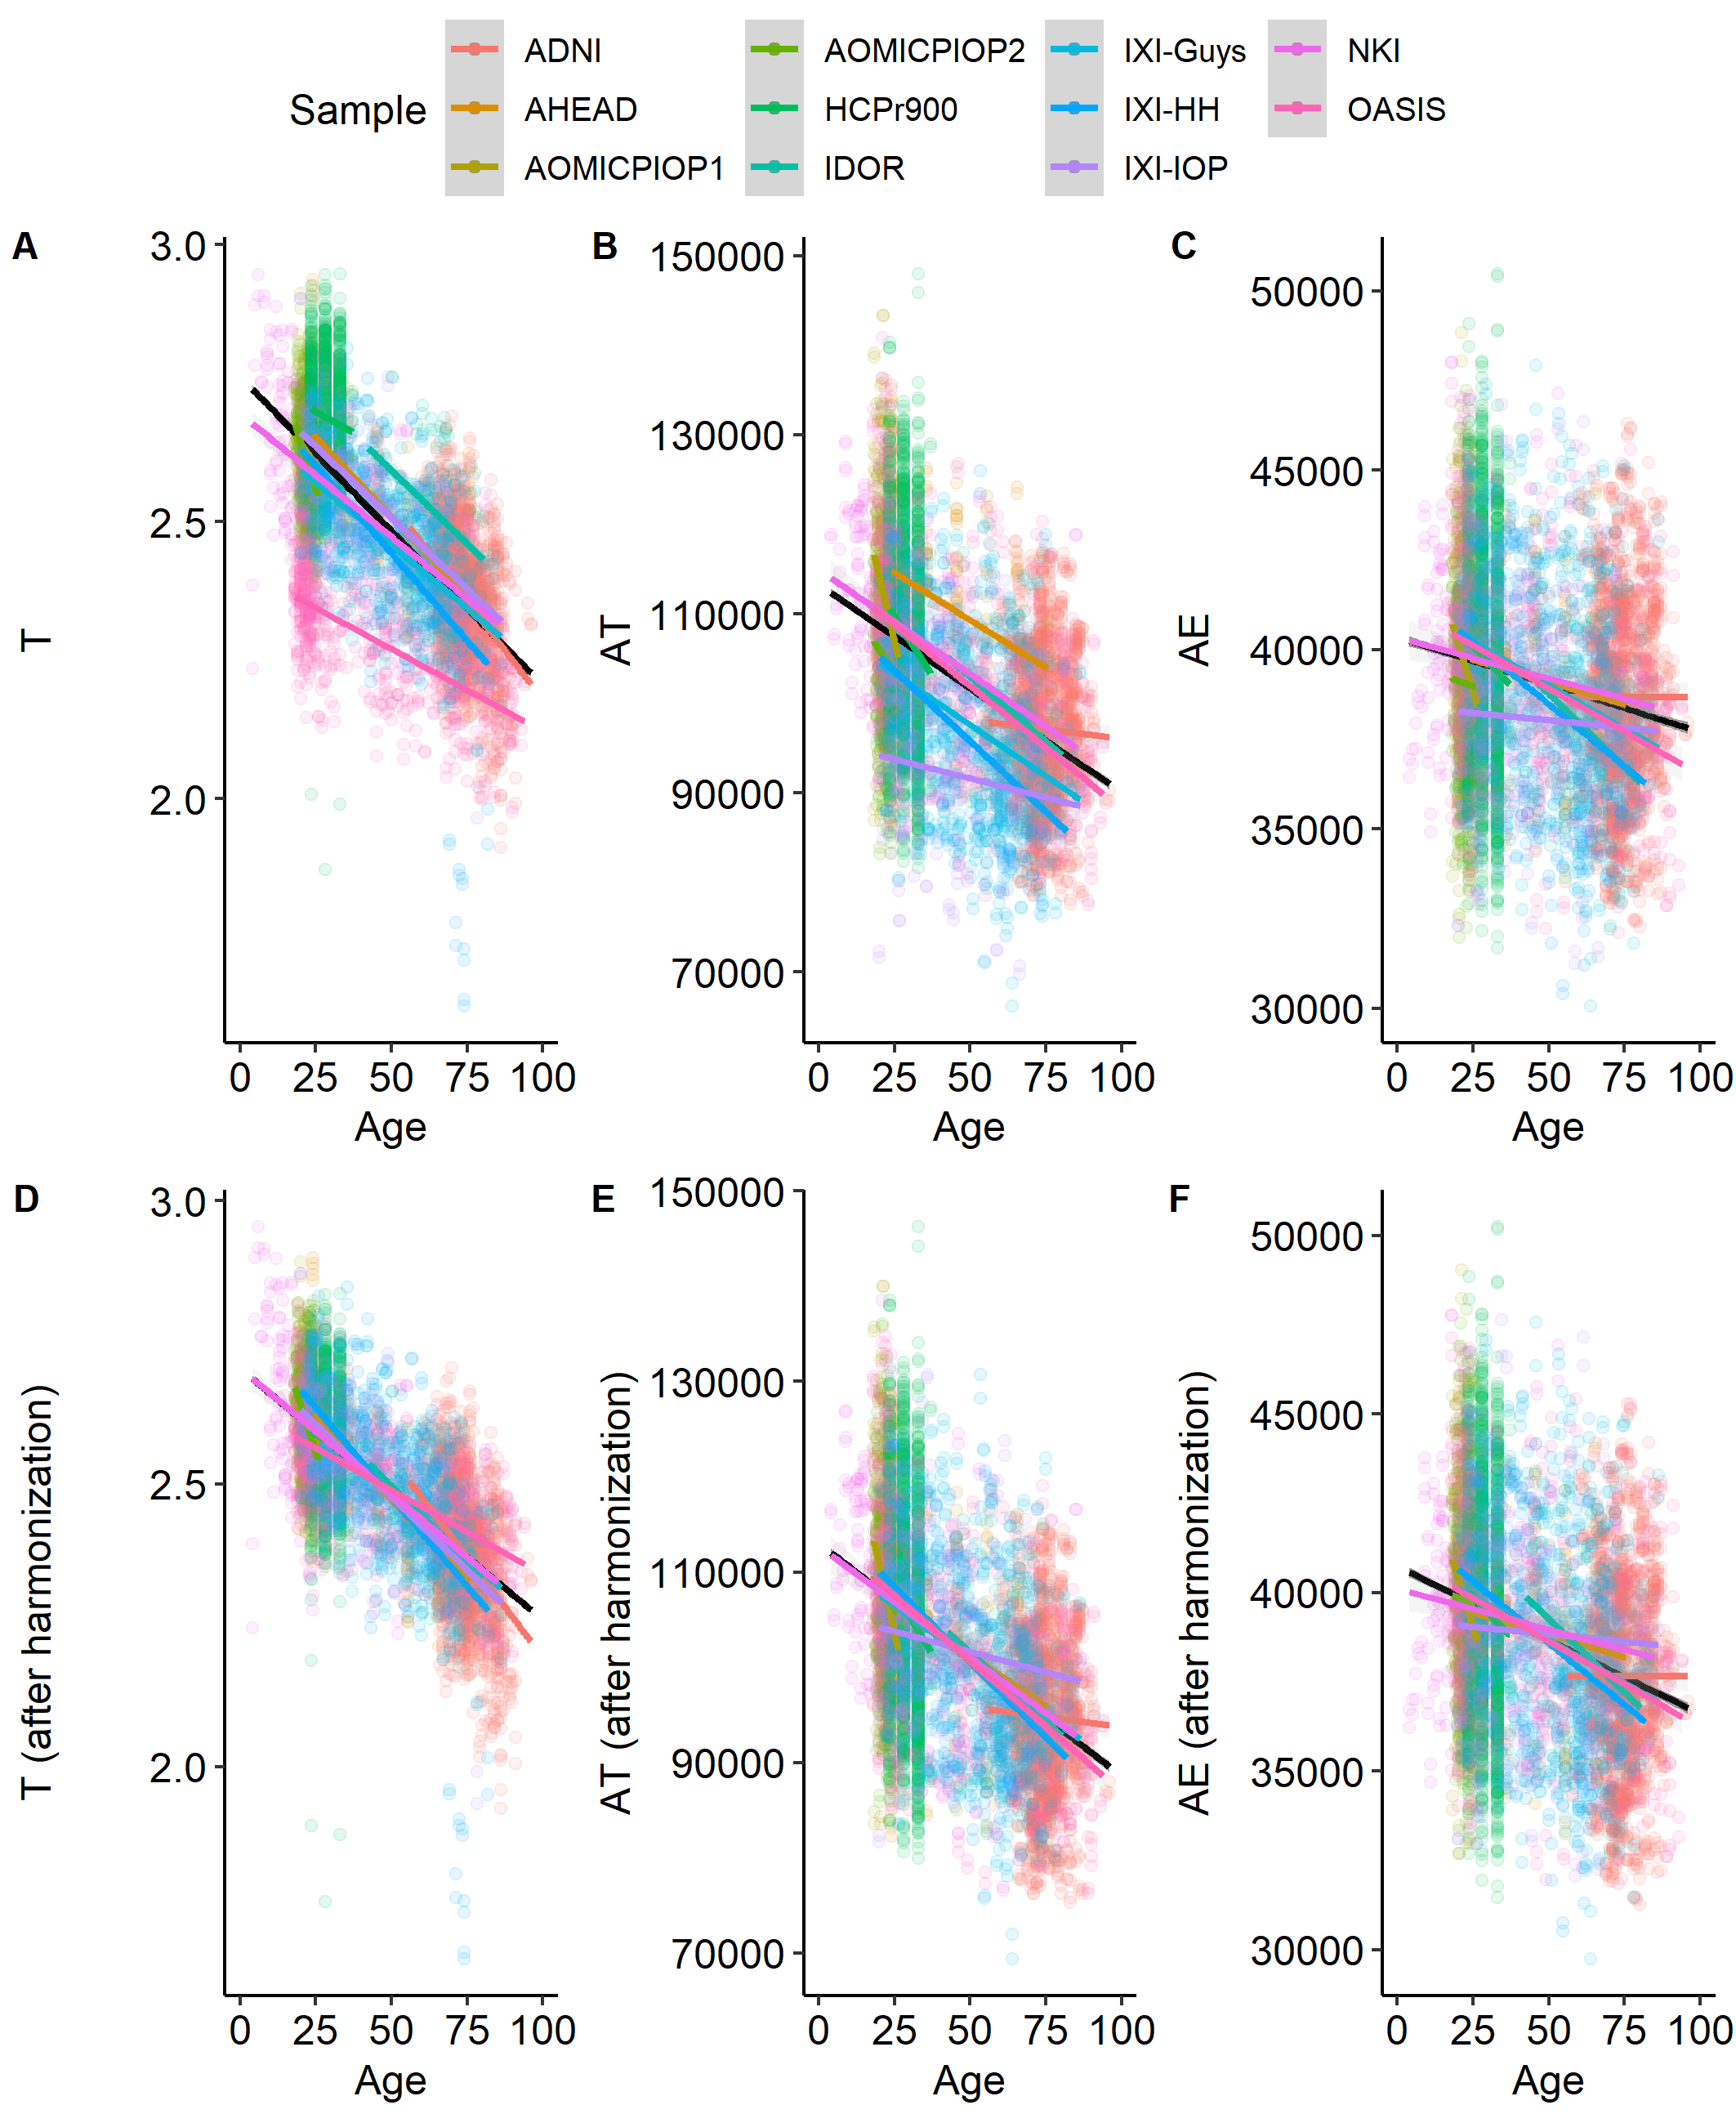 Sample
ADNI AOMICPIOP2 IXI-Guys NKI
AHEAD HCPr900 IXI-HH OASIS
AOMICPIOP1 IDOR IXI-IOP
A
3.0
2.5
2.0
T
0 25 50 75 100
Age
B
150000
130000
110000
90000
70000
AT
0 25 50 75 100
Age
C
50000
45000
40000
35000
30000
AE
0 25 50 75 100
Age
D
3.0
2.5
2.0
T (after harmonization)
0 25 50 75 100
Age
E
150000
130000
110000
90000
70000
AT (after harmonization)
0 25 50 75 100
Age
F
50000
45000
40000
35000
30000
AE (after harmonization)
0 25 50 75 100
Age